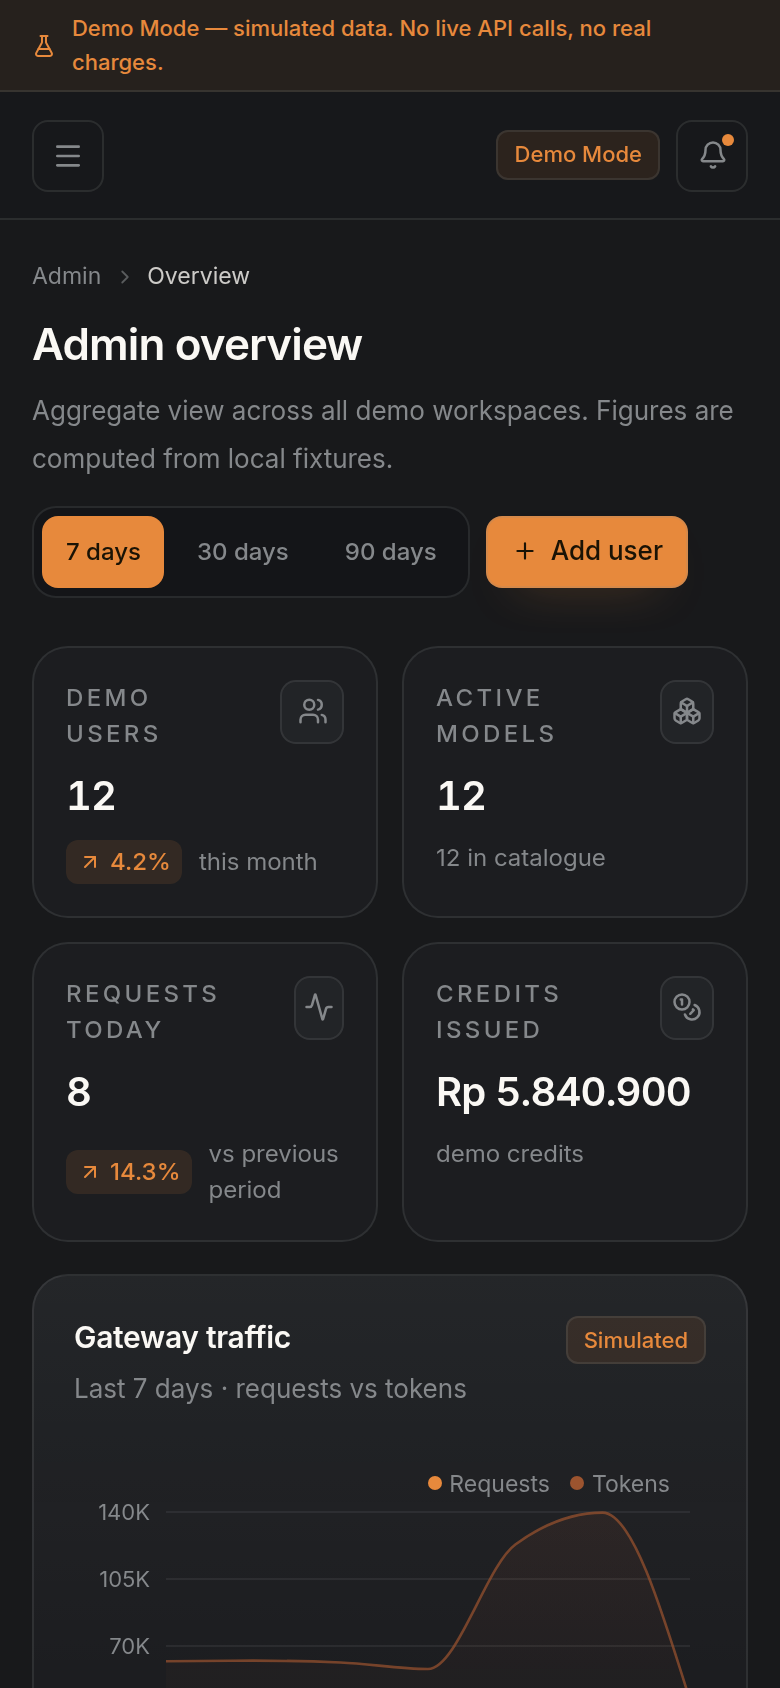 Demo Mode — simulated data. No live API calls, no real
charges.
Demo Mode
Admin
Overview
Admin overview
Aggregate view across all demo workspaces. Figures are
computed from local fixtures.
7 days
30 days
90 days
Add user
DEMO
USERS
12
4.2%
this month
ACTIVE
MODELS
12
12 in catalogue
REQUESTS
TODAY
8
14.3%
vs previous
period
CREDITS
ISSUED
Rp 5.840.900
demo credits
Gateway traffic
Simulated
Last 7 days · requests vs tokens
Requests
Tokens
140K
105K
70K